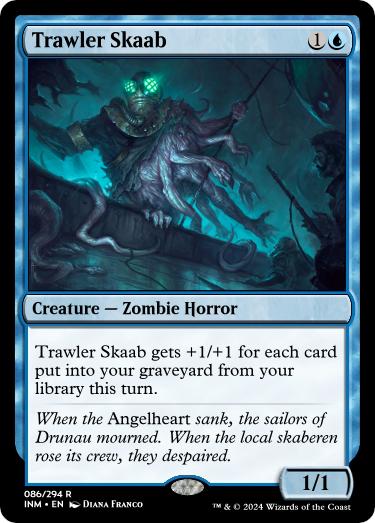 Trawler Skaab 1
Creature — Zombie Horror
Trawler Skaab gets +1/+1 for each card
put into your graveyard from your
library this turn.
When the Angelheart sank, the sailors of
Drunau mourned. When the local skaberen
rose its crew, they despaired.
1/1
086/294 R
INM • EN Diana Franco ™ & © 2024 Wizards of the Coast